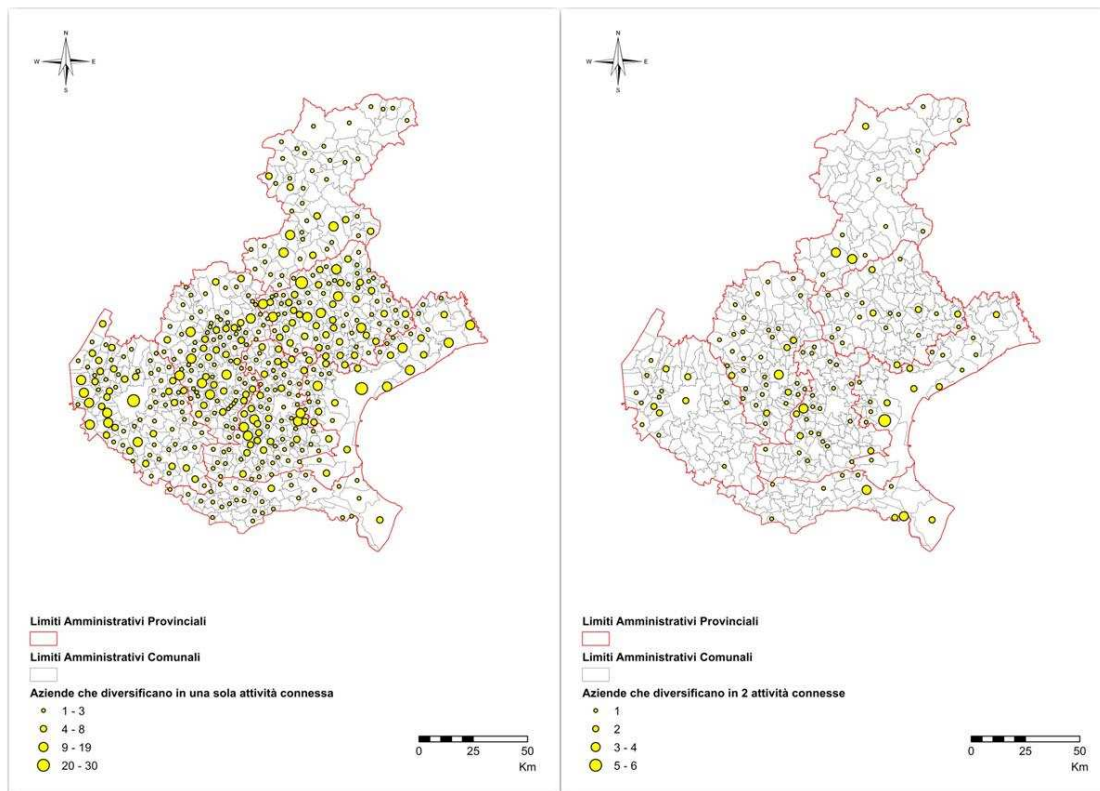 N
W E
S
Limiti Amministrativi Provinciali
Limiti Amministrativi Comunali
Aziende che diversificano in una sola attività connessa
1 - 3
4 - 8
9 - 19
20 - 30
0 25 50
Km
N
W E
S
Limiti Amministrativi Provinciali
Limiti Amministrativi Comunali
Aziende che diversificano in 2 attività connesse
1
2
3 - 4
5 - 6
0 25 50
Km